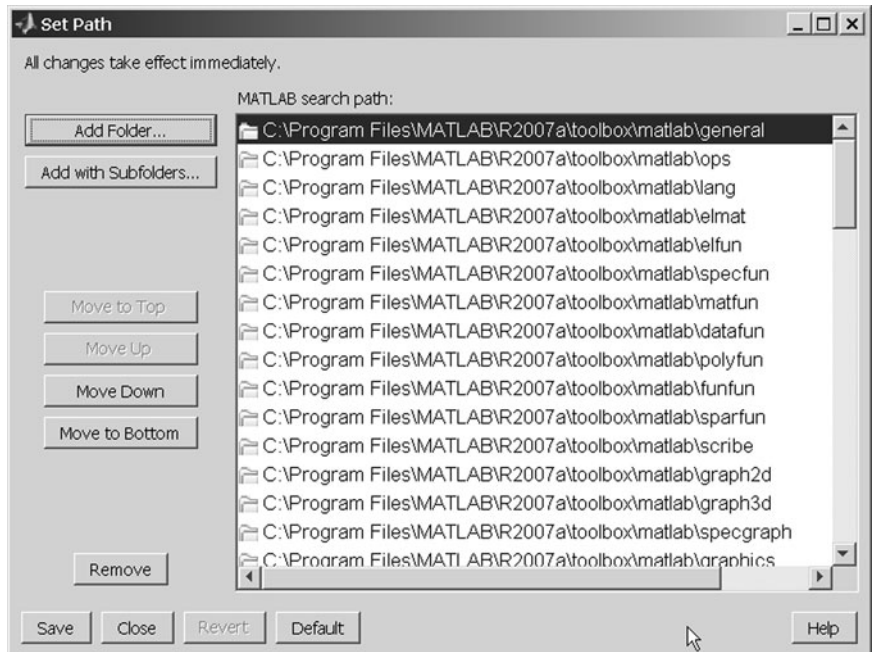 Set Path
All changes take effect immediately.
MATLAB search path:
Add Folder...
Add with Subfolders...
Move to Top
Move Up
Move Down
Move to Bottom
Remove
C:\Program Files\MATLAB\R2007a\toolbox\matlab\general
C:\Program Files\MATLAB\R2007a\toolbox\matlab\ops
C:\Program Files\MATLAB\R2007a\toolbox\matlab\lang
C:\Program Files\MATLAB\R2007a\toolbox\matlab\elmat
C:\Program Files\MATLAB\R2007a\toolbox\matlab\elfun
C:\Program Files\MATLAB\R2007a\toolbox\matlab\specfun
C:\Program Files\MATLAB\R2007a\toolbox\matlab\matfun
C:\Program Files\MATLAB\R2007a\toolbox\matlab\datafun
C:\Program Files\MATLAB\R2007a\toolbox\matlab\polyfun
C:\Program Files\MATLAB\R2007a\toolbox\matlab\funfun
C:\Program Files\MATLAB\R2007a\toolbox\matlab\sparfun
C:\Program Files\MATLAB\R2007a\toolbox\matlab\scribe
C:\Program Files\MATLAB\R2007a\toolbox\matlab\graph2d
C:\Program Files\MATLAB\R2007a\toolbox\matlab\graph3d
C:\Program Files\MATLAB\R2007a\toolbox\matlab\specgraph
C:\Program Files\MATLAB\R2007a\toolbox\matlab\graphics
Save
Close
Revert
Default
Help